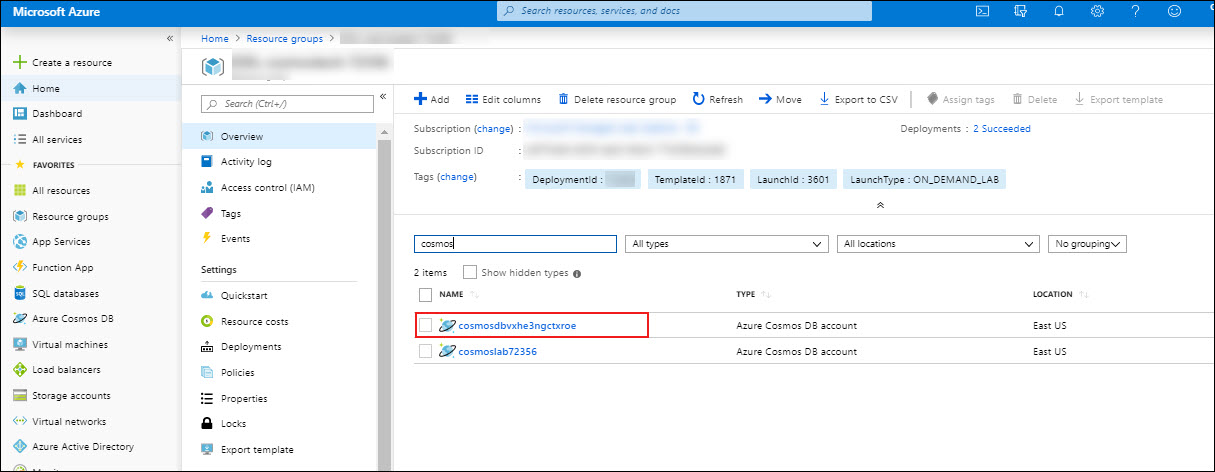 Microsoft Azure
Search resources, services, and docs
«
Create a resource
Home
Dashboard
All services
FAVORITES
All resources
Resource groups
App Services
Function App
SQL databases
Azure Cosmos DB
Virtual machines
Load balancers
Storage accounts
Virtual networks
Azure Active Directory
Home > Resource groups >
Search (Ctrl+/)
«
Overview
Activity log
Access control (IAM)
Tags
Events
Settings
Quickstart
Resource costs
Deployments
Policies
Properties
Locks
Export template
Add Edit columns Delete resource group Refresh Move Export to CSV Assign tags Delete Export template
Subscription (change) :
Deployments : 2 Succeeded
Subscription ID :
Tags (change) : DeploymentId : TemplateId : 1871 LaunchId : 3601 LaunchType : ON_DEMAND_LAB
cosmos All types All locations No grouping
2 items Show hidden types
NAME TYPE LOCATION
cosmosdbvxhe3ngctxroe Azure Cosmos DB account East US
cosmoslab72356 Azure Cosmos DB account East US